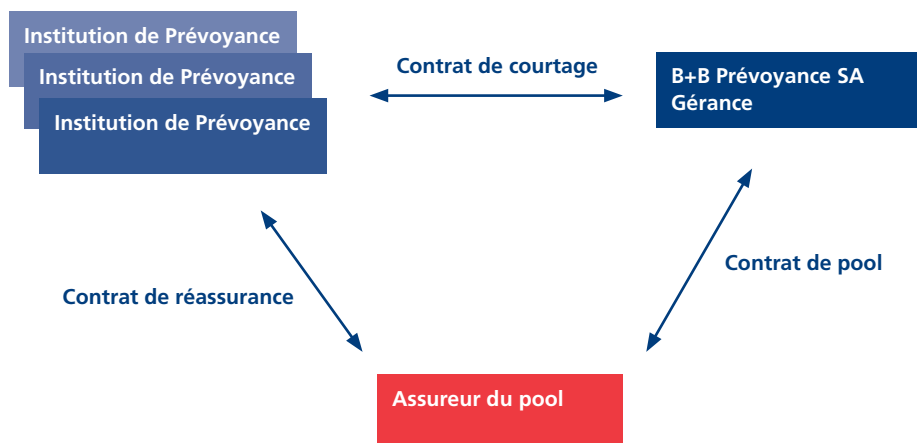 Institution de Prévoyance
Institution de Prévoyance
Institution de Prévoyance
Contrat de courtage
B+B Prévoyance SA
Gérance
Contrat de réassurance
Contrat de pool
Assureur du pool